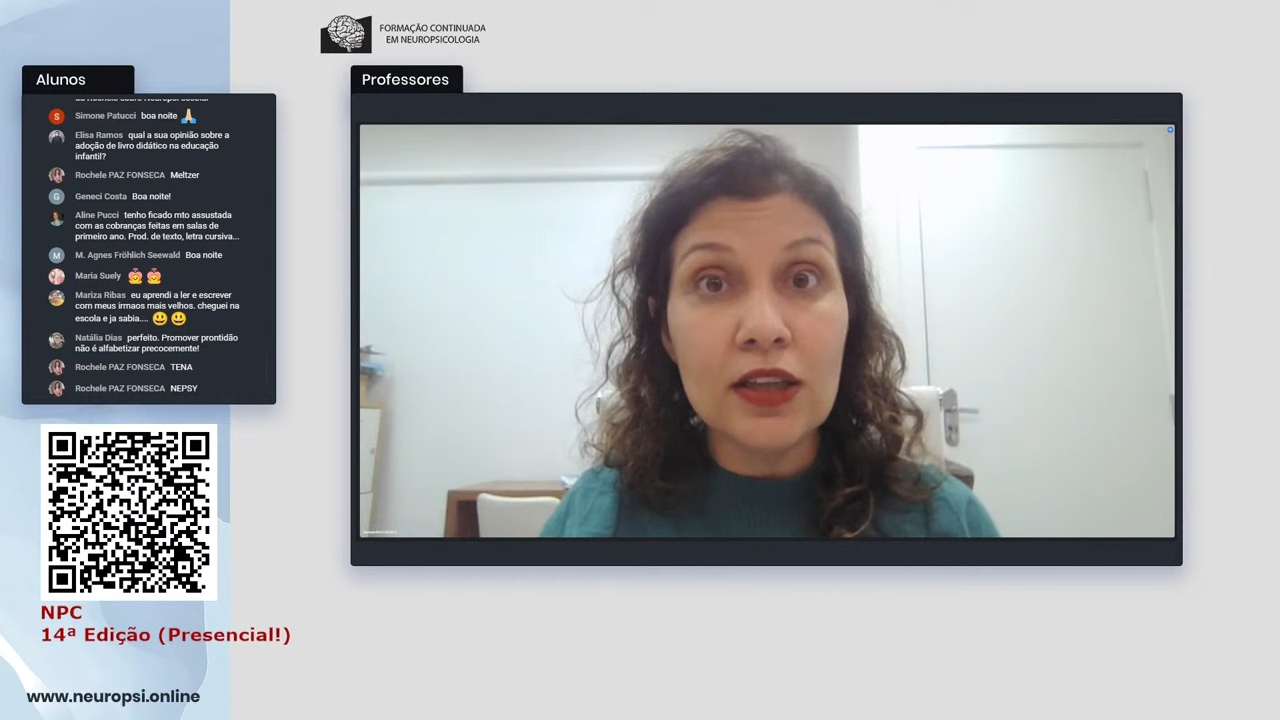 FORMAÇÃO CONTINUADA
EM NEUROPSICOLOGIA
Alunos
Professores
Simone Patucci boa noite 🙏🏻
Elisa Ramos qual a sua opinião sobre a
adoção de livro didático na educação
infantil?
Rochele PAZ FONSECA Meltzer
G Geneci Costa Boa noite!
Aline Pucci tenho ficado mto assustada
com as cobranças feitas em salas de
primeiro ano. Prod. de texto, letra cursiva...
M M. Agnes Fröhlich Seewald Boa noite
Maria Suely
Mariza Ribas eu aprendi a ler e escrever
com meus irmaos mais velhos. cheguei na
escola e ja sabia.... 😃 😃
Natália Dias perfeito. Promover prontidão
não é alfabetizar precocemente!
Rochele PAZ FONSECA TENA
Rochele PAZ FONSECA NEPSY
NPC
14ª Edição (Presencial!)
www.neuropsi.online